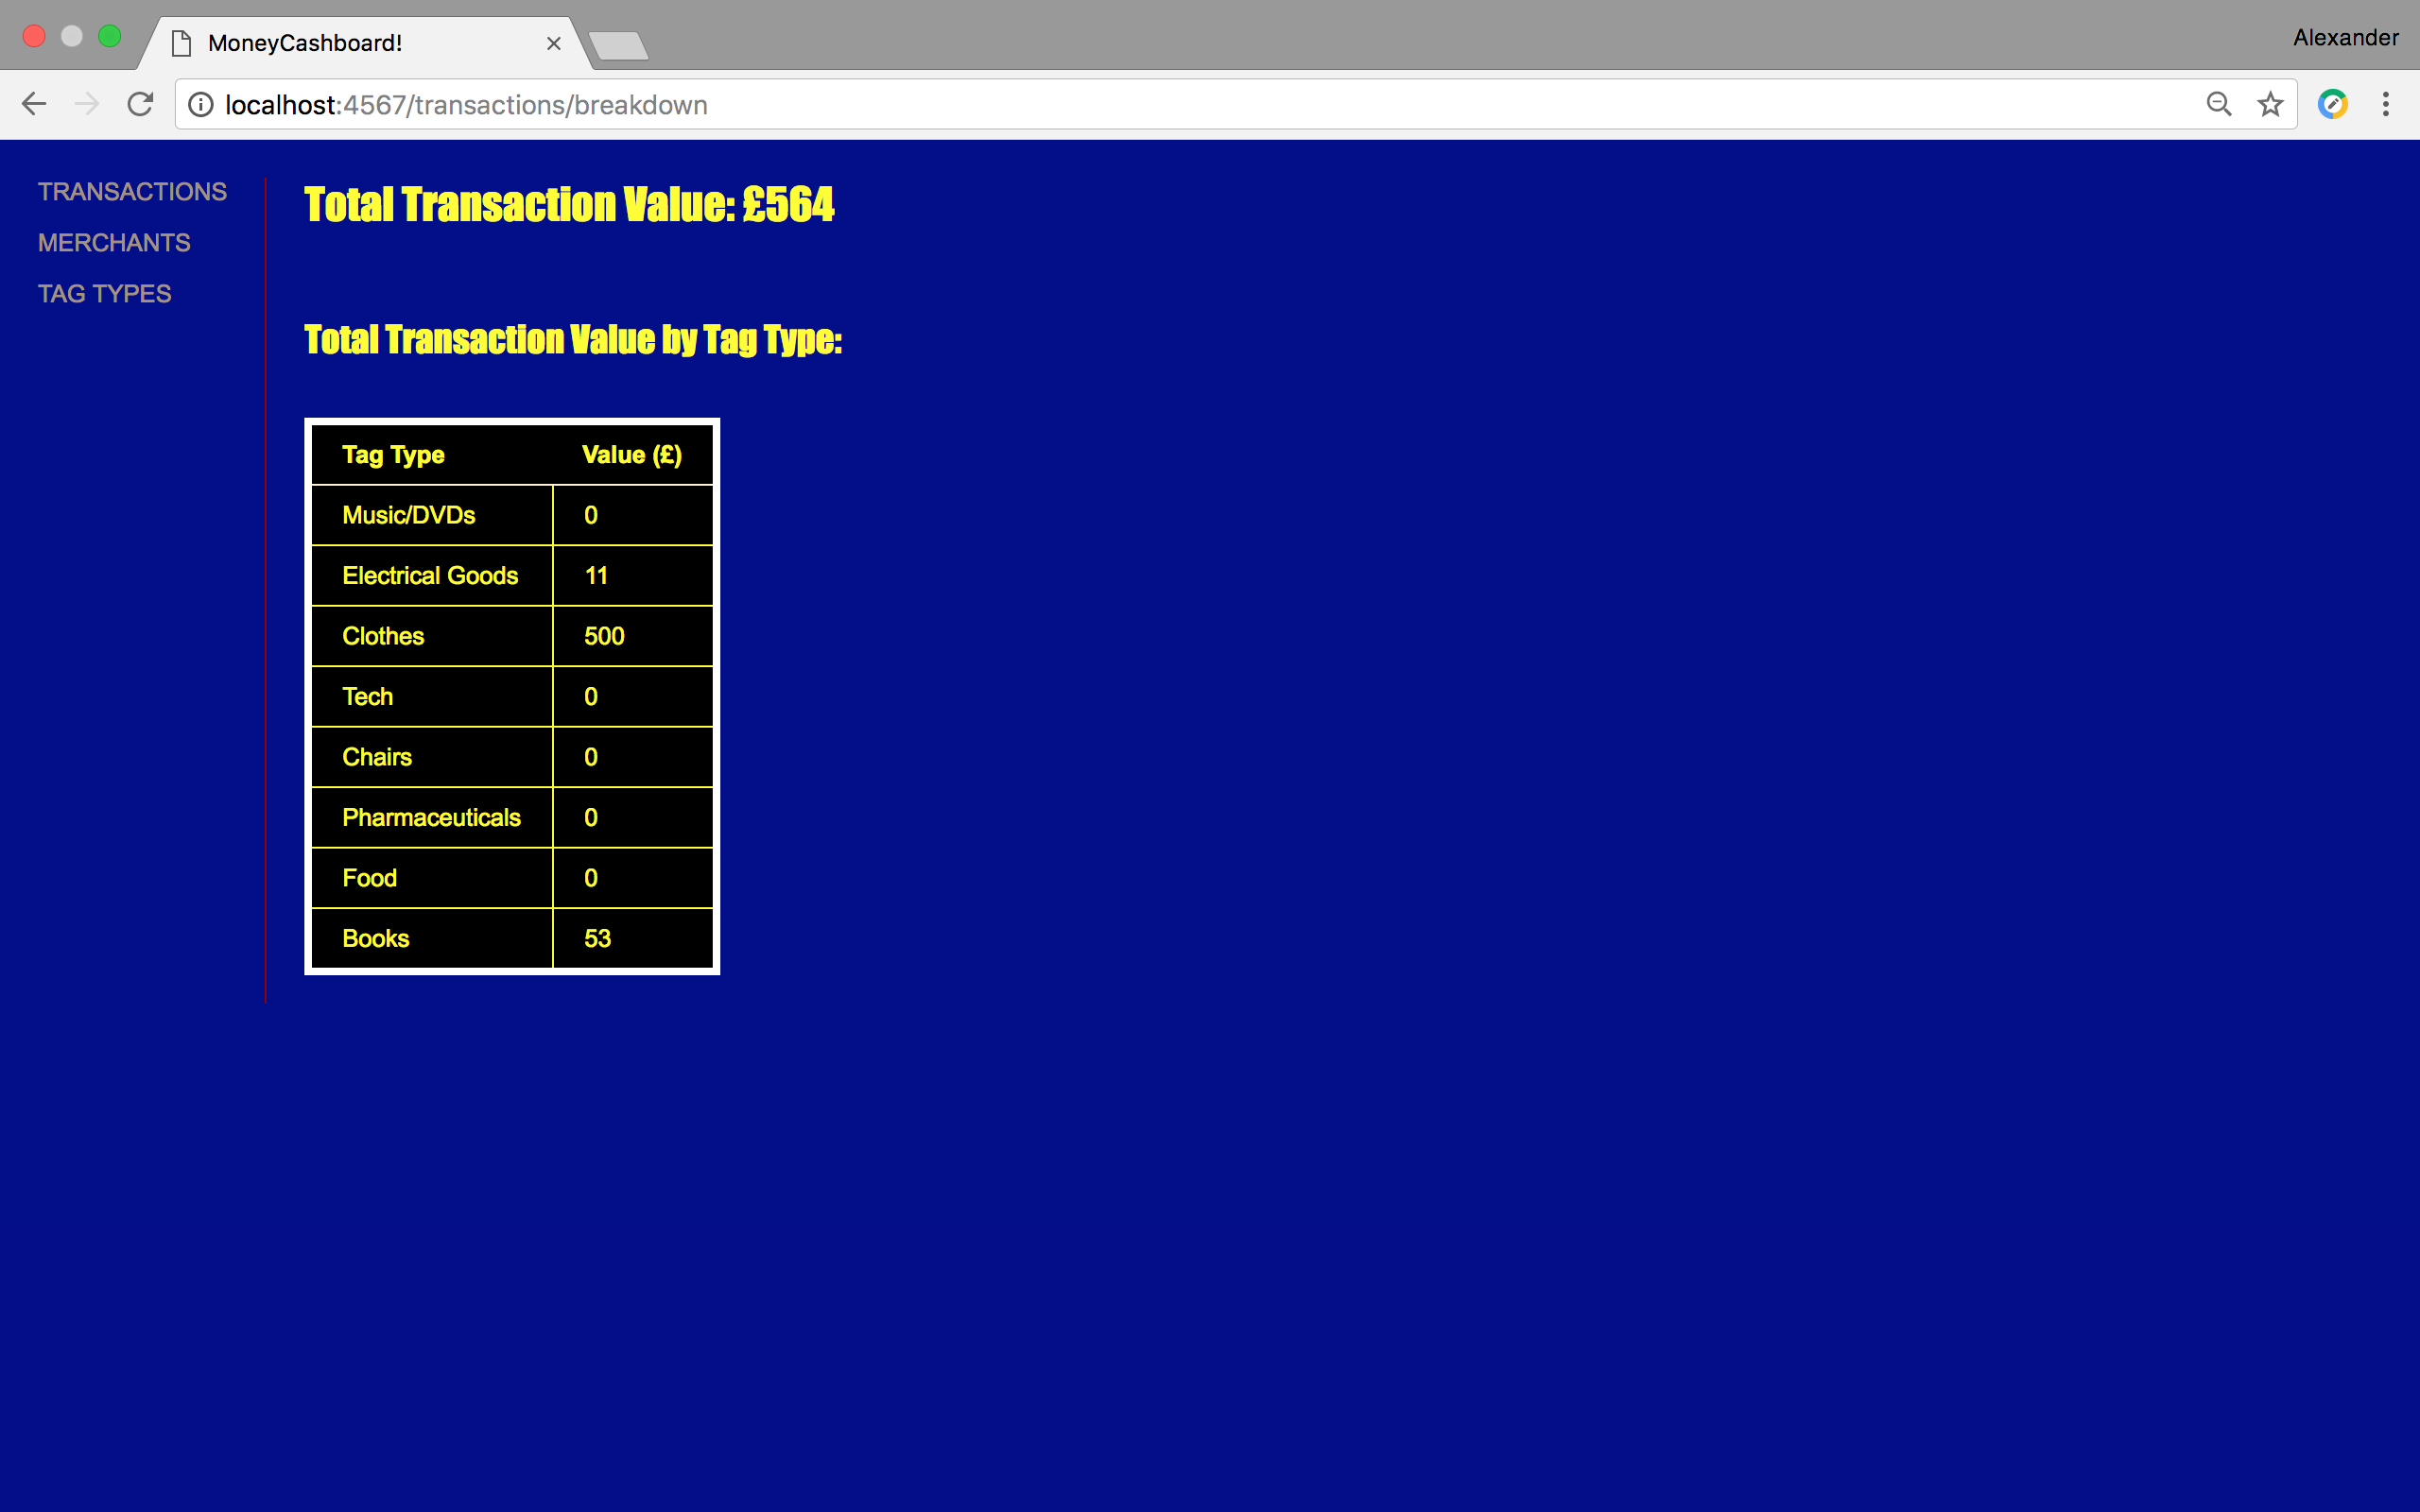 MoneyCashboard!
Alexander
localhost:4567/transactions/breakdown
TRANSACTIONS
MERCHANTS
TAG TYPES
Total Transaction Value: £564
Total Transaction Value by Tag Type:
Tag Type Value (£)
Music/DVDs 0
Electrical Goods 11
Clothes 500
Tech 0
Chairs 0
Pharmaceuticals 0
Food 0
Books 53